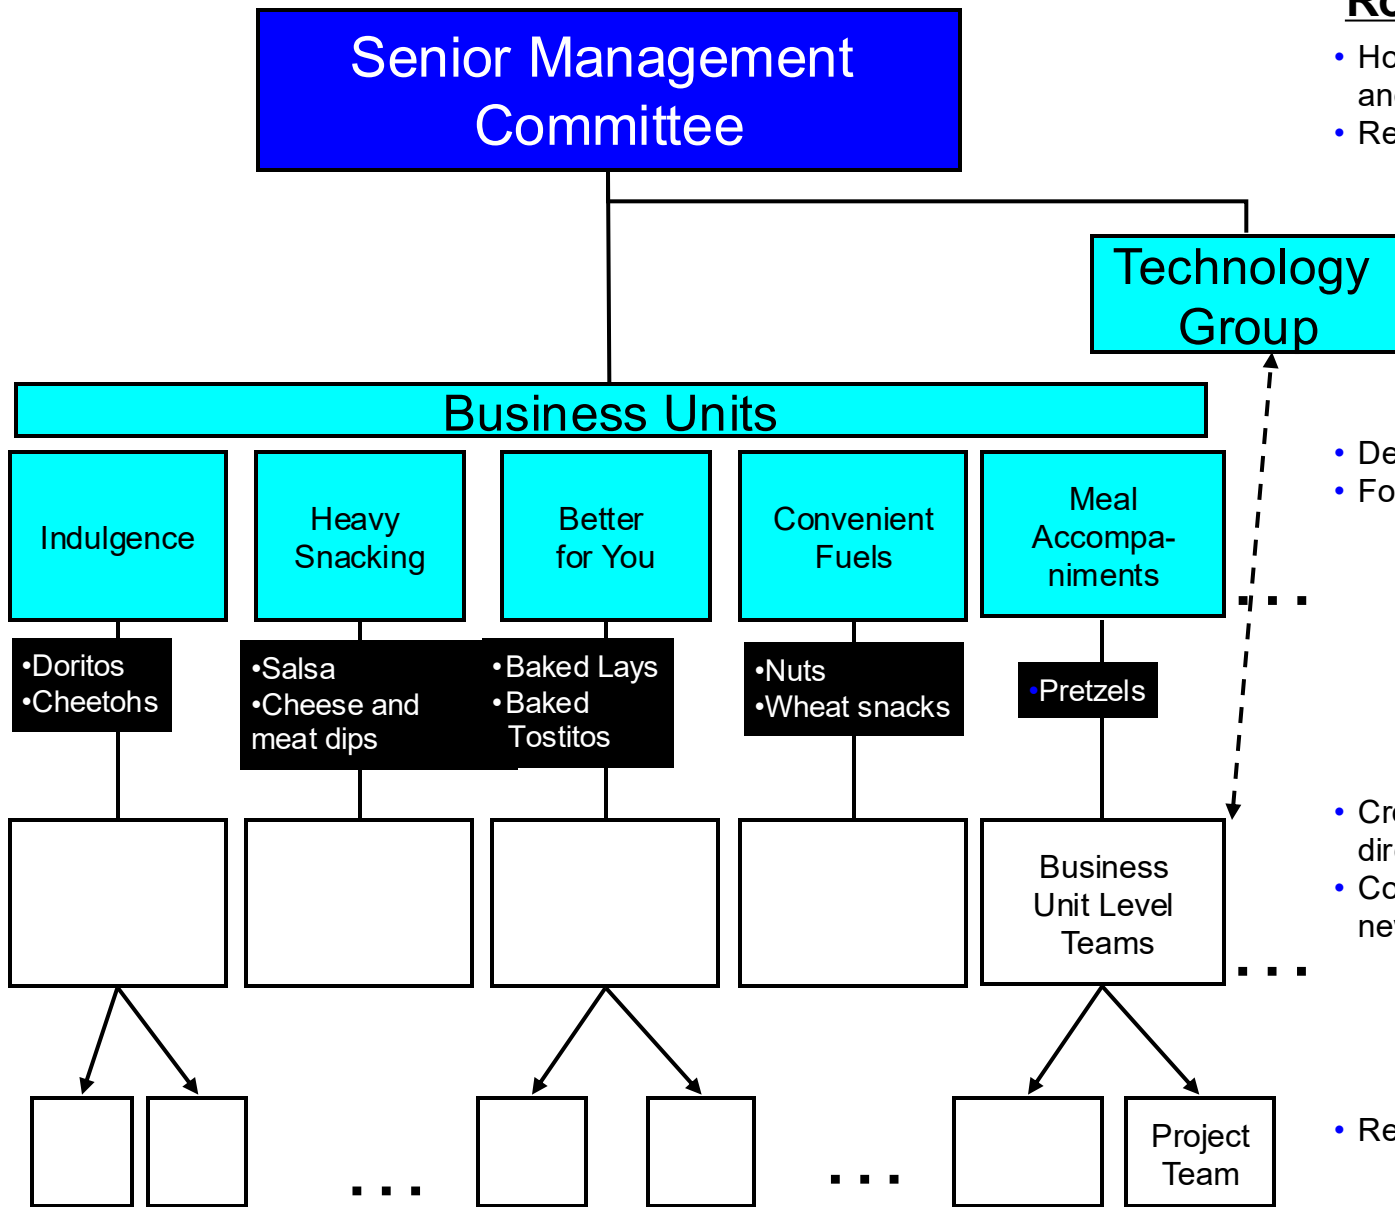 Senior Management
Committee
Technology
Group
Business Units
Indulgence
Heavy
Snacking
Better
for You
Convenient
Fuels
Meal
Accompa-
niments
. . .
•Doritos
•Cheetohs
•Salsa
•Cheese and
meat dips
•Baked Lays
•Baked
Tostitos
•Nuts
•Wheat snacks
•Pretzels
Business
Unit Level
Teams
. . .
Project
Team
. . .
. . .